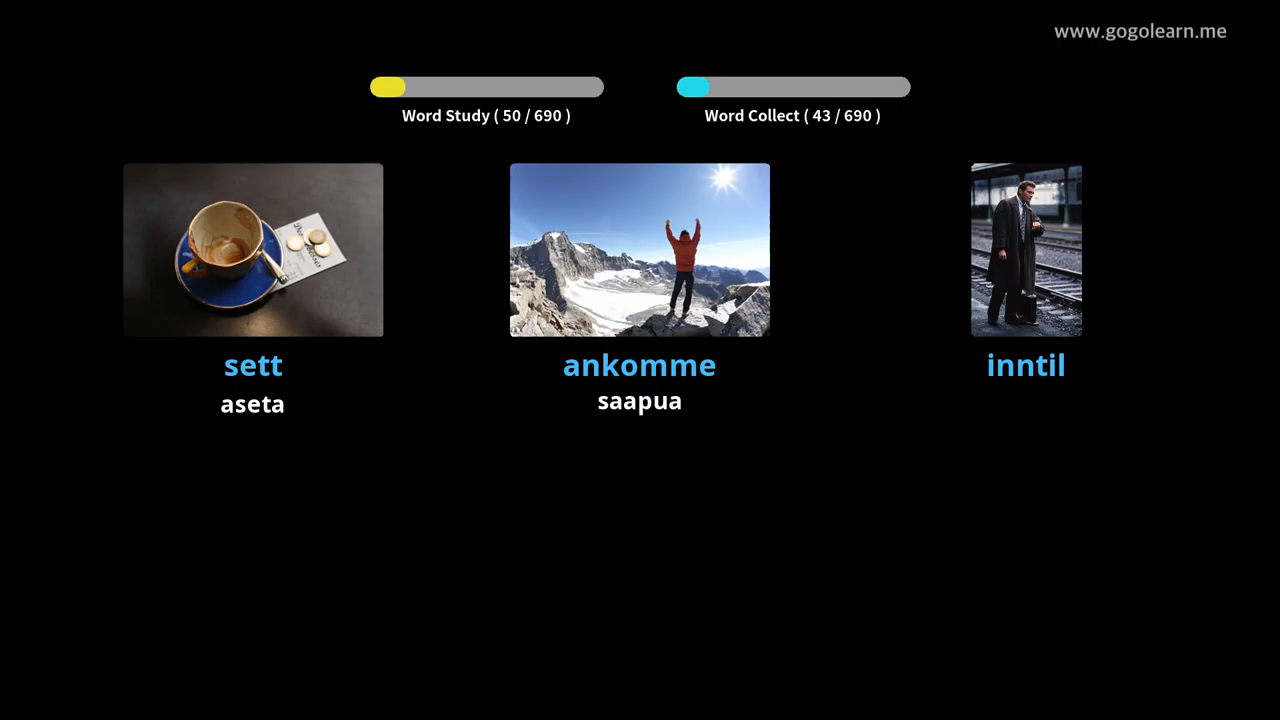 www.gogolearn.me
Word Study ( 50 / 690 )
Word Collect ( 43 / 690 )
sett
aseta
ankomme
saapua
inntil